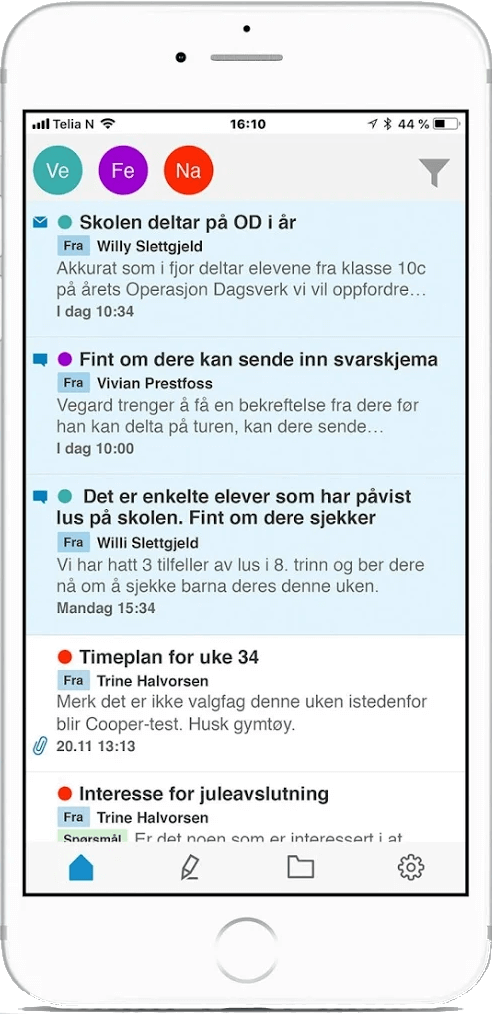 Telia N 16:10 44 %
Ve Fe Na
Skolen deltar på OD i år
Fra Willy Slettgjeld
Akkurat som i fjor deltar elevene fra klasse 10c
på årets Operasjon Dagsverk vi vil oppfordre…
I dag 10:34
Fint om dere kan sende inn svarskjema
Fra Vivian Prestfoss
Vegard trenger å få en bekreftelse fra dere før
han kan delta på turen, kan dere sende…
I dag 10:00
Det er enkelte elever som har påvist
lus på skolen. Fint om dere sjekker
Fra Willi Slettgjeld
Vi har hatt 3 tilfeller av lus i 8. trinn og ber dere
nå om å sjekke barna deres denne uken.
Mandag 15:34
Timeplan for uke 34
Fra Trine Halvorsen
Merk det er ikke valgfag denne uken istedenfor
blir Cooper-test. Husk gymtøy.
20.11 13:13
Interesse for juleavslutning
Fra Trine Halvorsen
Spørsmål Er det noen som er interessert i at